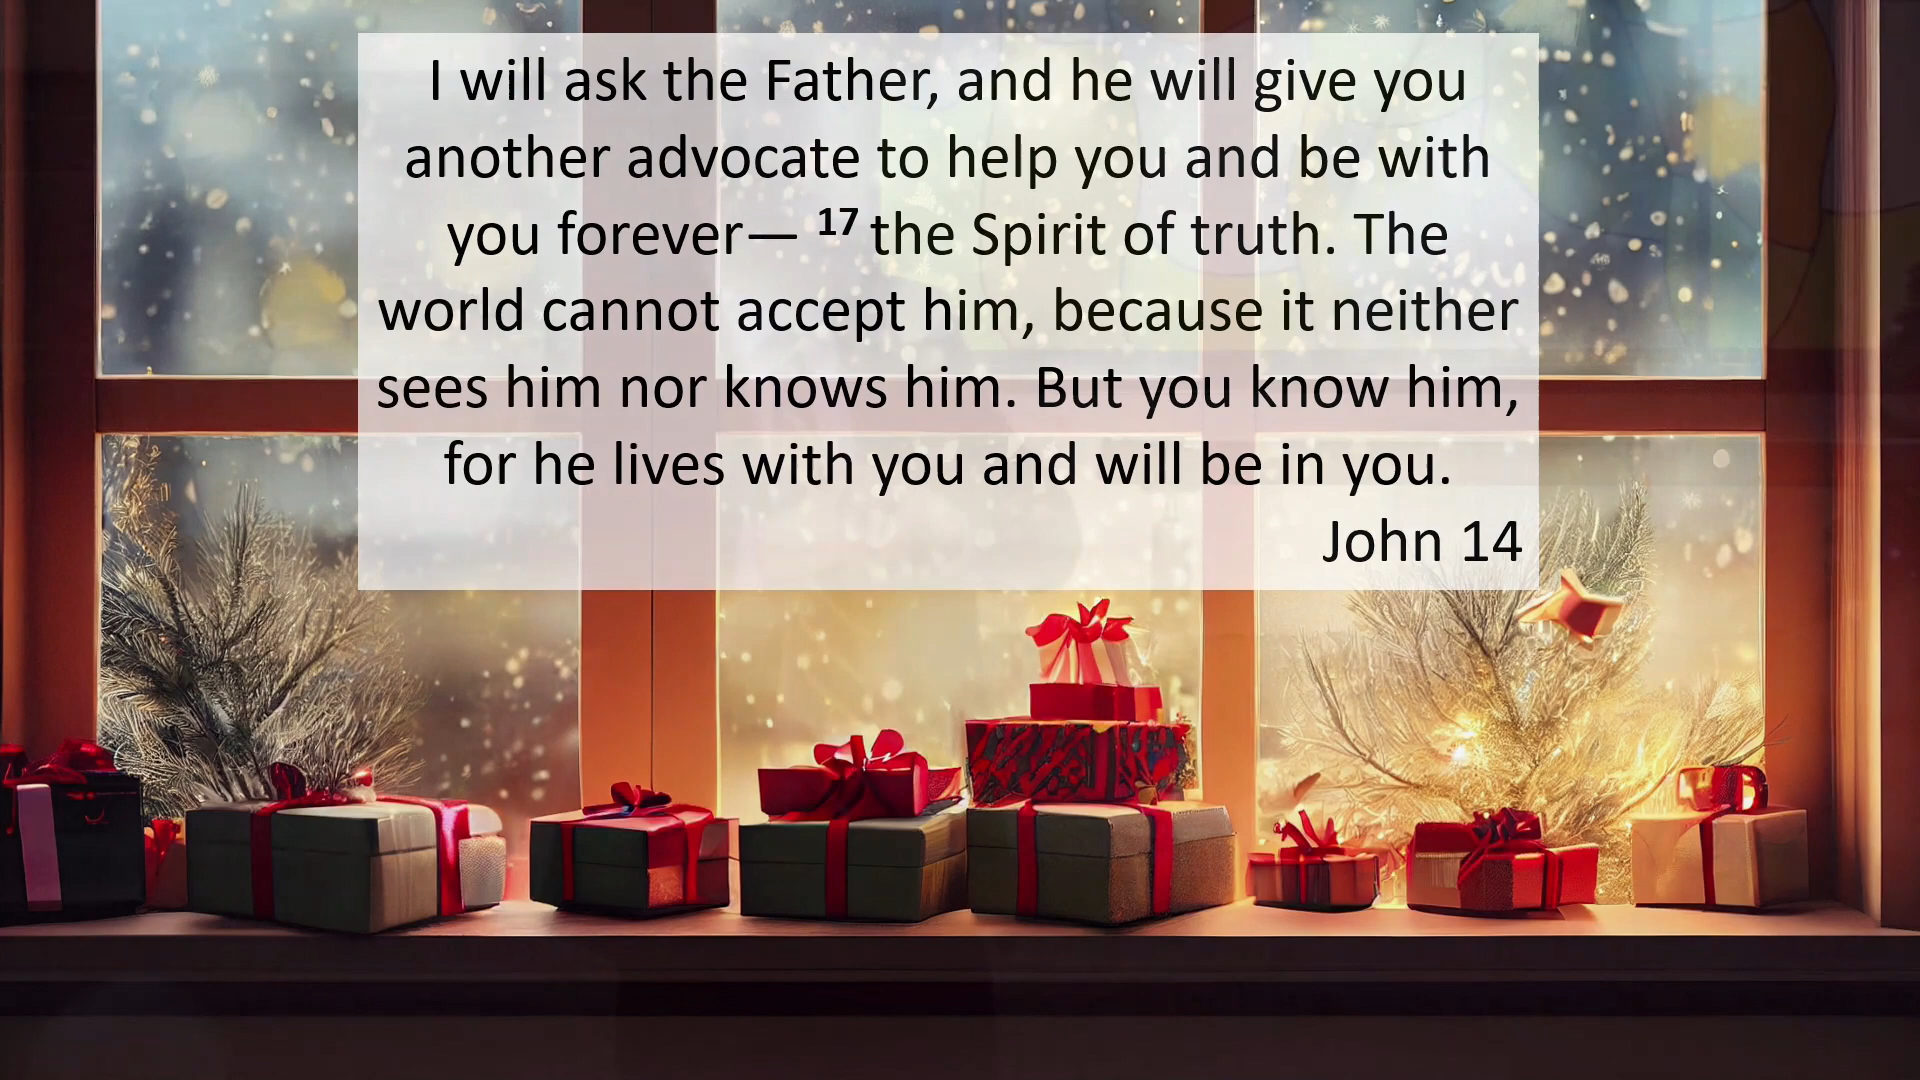 I will ask the Father, and he will give you
another advocate to help you and be with
you forever— 17 the Spirit of truth. The
world cannot accept him, because it neither
sees him nor knows him. But you know him,
for he lives with you and will be in you.
John 14